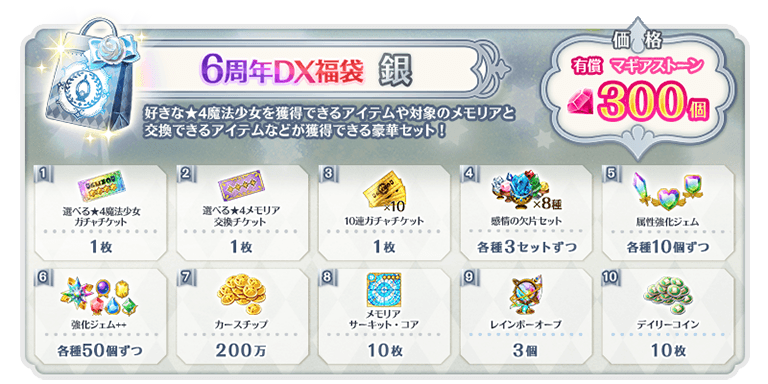 6周年DX福袋 銀
価格
有償 マギアストーン
300個
好きな★4魔法少女を獲得できるアイテムや対象のメモリアと
交換できるアイテムなどが獲得できる豪華セット！
1
選べる★4魔法少女
ガチャチケット
1枚
2
選べる★4メモリア
交換チケット
1枚
3
×10
10連ガチャチケット
1枚
4
×8種
感情の欠片セット
各種3セットずつ
5
属性強化ジェム
各種10個ずつ
6
強化ジェム++
各種50個ずつ
7
カースチップ
200万
8
メモリア
サーキット・コア
10枚
9
レインボーオーブ
3個
10
デイリーコイン
10枚